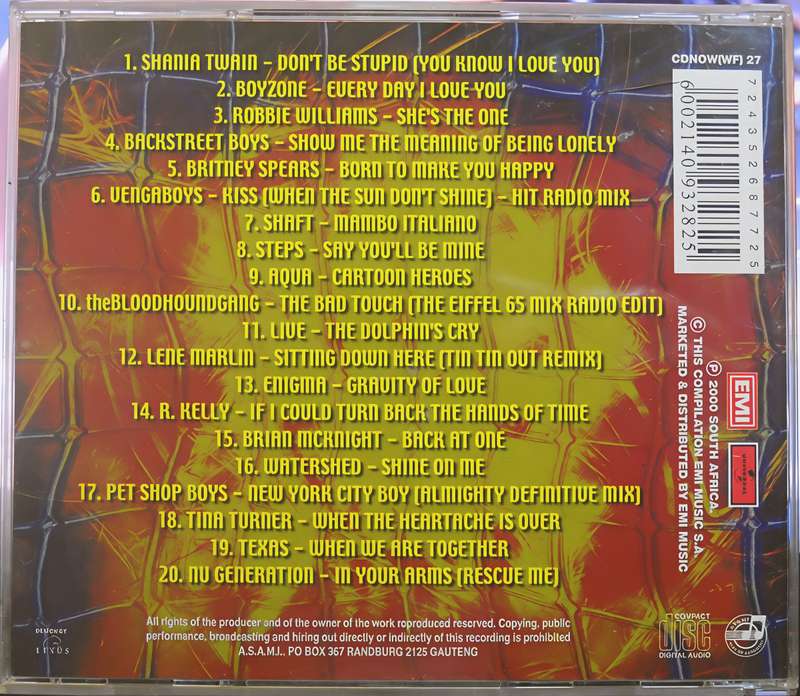 1. SHANIA TWAIN – DON'T BE STUPID (YOU KNOW I LOVE YOU)
2. BOYZONE – EVERY DAY I LOVE YOU
3. ROBBIE WILLIAMS – SHE'S THE ONE
4. BACKSTREET BOYS – SHOW ME THE MEANING OF BEING LONELY
5. BRITNEY SPEARS – BORN TO MAKE YOU HAPPY
6. VENGABOYS – KISS (WHEN THE SUN DON'T SHINE) – HIT RADIO MIX
7. SHAFT – MAMBO ITALIANO
8. STEPS – SAY YOU'LL BE MINE
9. AQUA – CARTOON HEROES
10. theBLOODHOUNDGANG – THE BAD TOUCH (THE EIFFEL 65 MIX RADIO EDIT)
11. LIVE – THE DOLPHIN'S CRY
12. LENE MARLIN – SITTING DOWN HERE (TIN TIN OUT REMIX)
13. ENIGMA – GRAVITY OF LOVE
14. R. KELLY – IF I COULD TURN BACK THE HANDS OF TIME
15. BRIAN MCKNIGHT – BACK AT ONE
16. WATERSHED – SHINE ON ME
17. PET SHOP BOYS – NEW YORK CITY BOY (ALMIGHTY DEFINITIVE MIX)
18. TINA TURNER – WHEN THE HEARTACHE IS OVER
19. TEXAS – WHEN WE ARE TOGETHER
20. NU GENERATION – IN YOUR ARMS (RESCUE ME)
CDNOW(WF) 27
7 24352 68772 5
6002140932825
EMI
℗ 2000 SOUTH AFRICA.
© THIS COMPILATION EMI MUSIC S.A.
MARKETED & DISTRIBUTED BY EMI MUSIC
All rights of the producer and of the owner of the work reproduced reserved. Copying, public
performance, broadcasting and hiring out directly or indirectly of this recording is prohibited
A.S.A.M.I., PO BOX 367 RANDBURG 2125 GAUTENG
DESIGN BY
COMPACT
disc
DIGITAL AUDIO